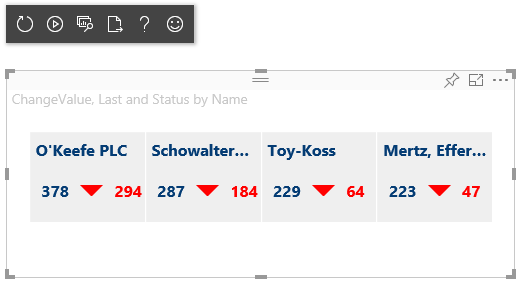 ChangeValue, Last and Status by Name
O'Keefe PLC Schowalter... Toy-Koss Mertz, Effer...
378 294 287 184 229 64 223 47